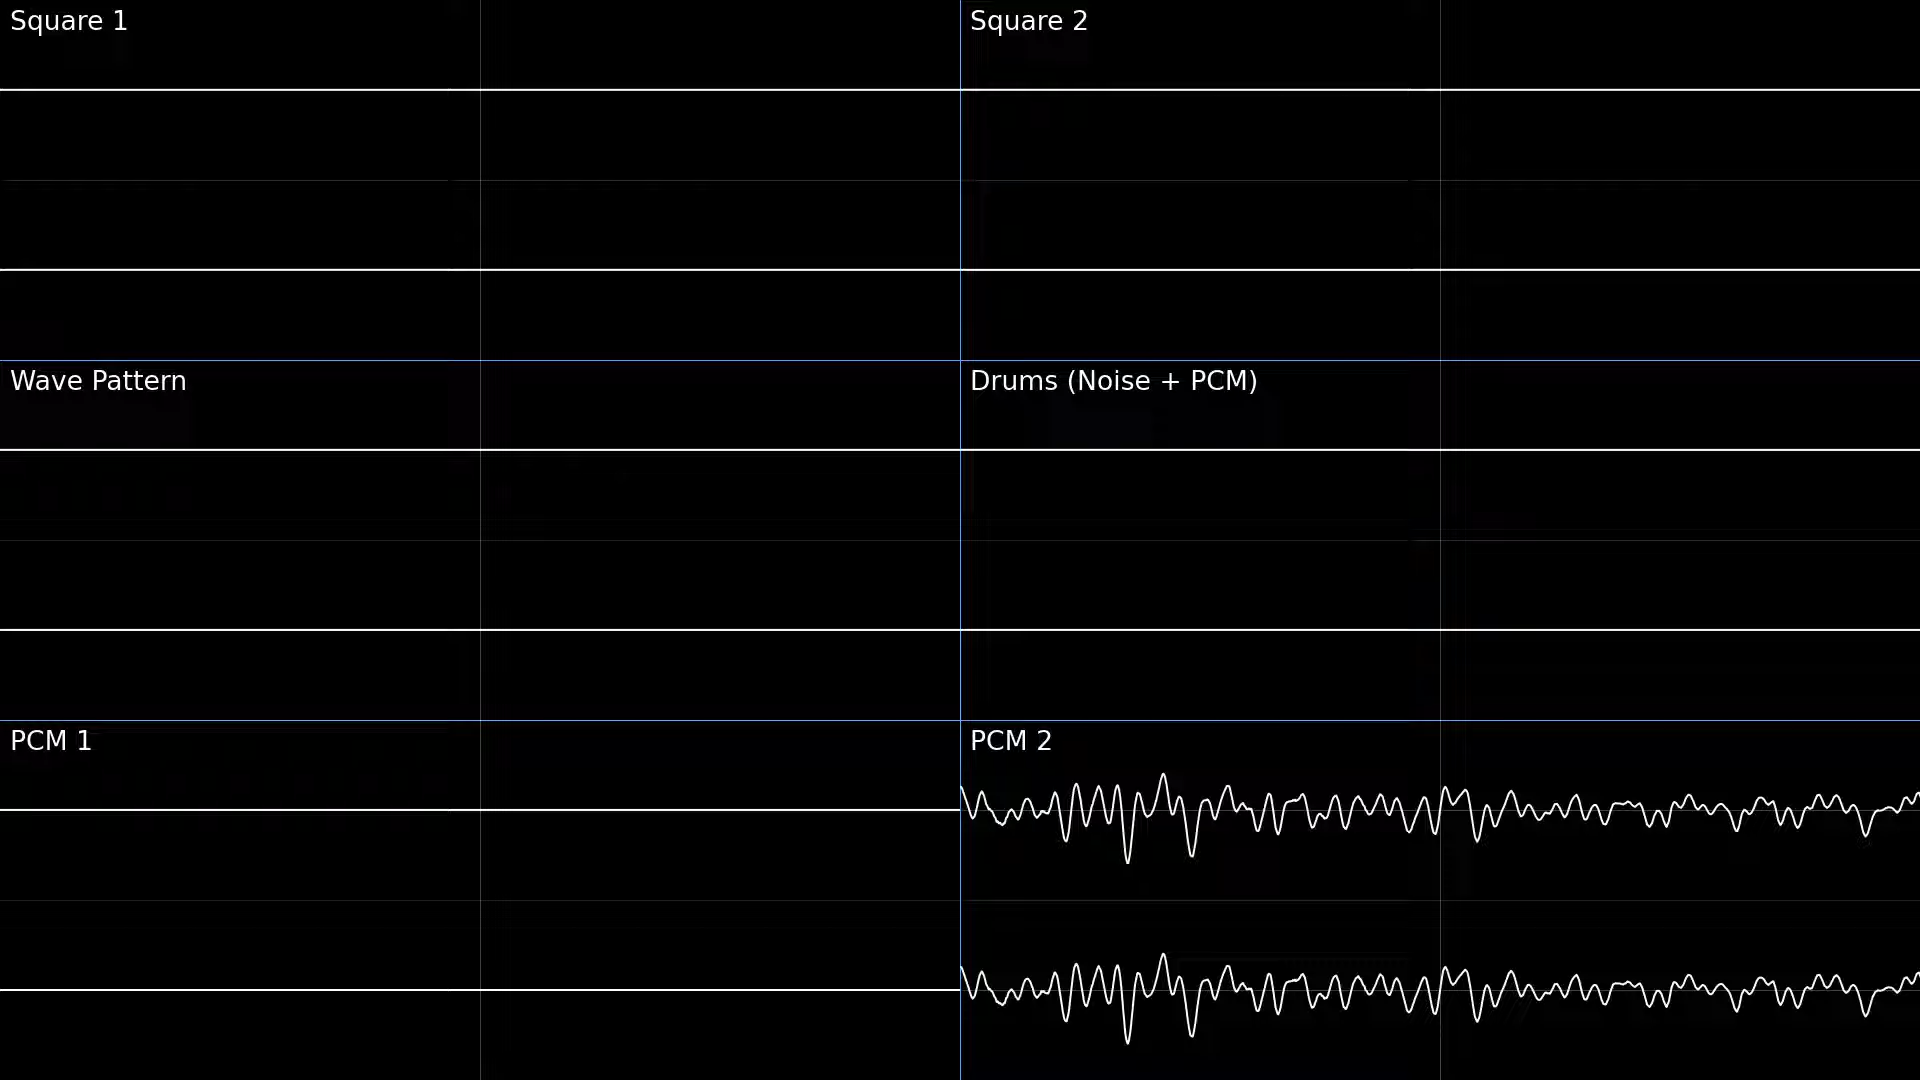 Square 1
Square 2
Wave Pattern
Drums (Noise + PCM)
PCM 1
PCM 2